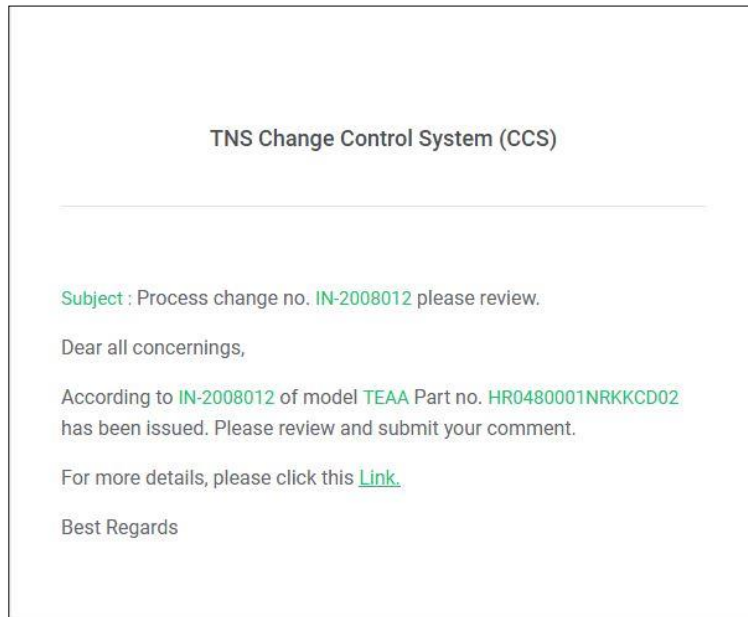 TNS Change Control System (CCS)
Subject : Process change no. IN-2008012 please review.
Dear all concernings,
According to IN-2008012 of model TEAA Part no. HR0480001NRKKCD02
has been issued. Please review and submit your comment.
For more details, please click this Link.
Best Regards